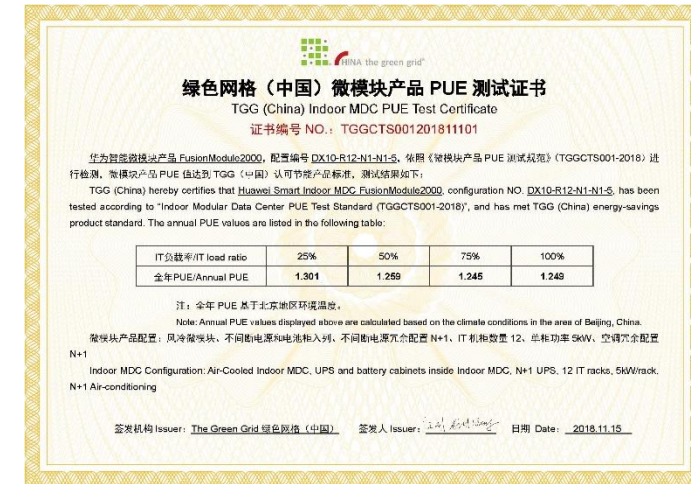 CHINA the green grid
绿色网格（中国）微模块产品 PUE 测试证书
TGG (China) Indoor MDC PUE Test Certificate
证书编号 NO.：TGGCTS001201811101
华为智能微模块产品 FusionModule2000，配置编号 DX10-R12-N1-N1-5，依照《微模块产品 PUE 测试规范》（TGGCTS001-2018）进
行检测，微模块产品 PUE 值达到 TGG（中国）认可节能产品标准，测试结果如下：
TGG (China) hereby certifies that Huawei Smart Indoor MDC FusionModule2000, configuration NO. DX10-R12-N1-N1-5, has been
tested according to "Indoor Modular Data Center PUE Test Standard (TGGCTS001-2018)", and has met TGG (China) energy-savings
product standard. The annual PUE values are listed in the following table:
IT负载率/IT load ratio 25% 50% 75% 100%
全年PUE/Annual PUE 1.301 1.259 1.245 1.249
注：全年 PUE 基于北京地区环境温度。
Note: Annual PUE values displayed above are calculated based on the climate conditions in the area of Beijing, China.
微模块产品配置：风冷微模块、不间断电源和电池柜入列、不间断电源冗余配置 N+1、IT 机柜数量 12、单柜功率 5kW、空调冗余配置
N+1
Indoor MDC Configuration: Air-Cooled Indoor MDC, UPS and battery cabinets inside Indoor MDC, N+1 UPS, 12 IT racks, 5kW/rack,
N+1 Air-conditioning
签发机构 Issuer: The Green Grid 绿色网格（中国） 签发人 Issuer: 日期 Date: 2018.11.15